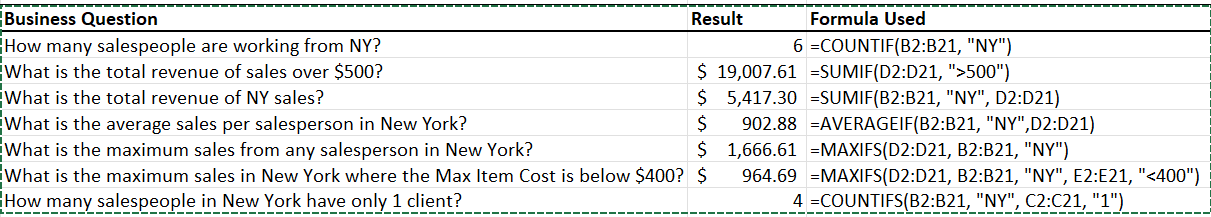 Business Question Result Formula Used
How many salespeople are working from NY? 6 =COUNTIF(B2:B21, "NY")
What is the total revenue of sales over $500? $ 19,007.61 =SUMIF(D2:D21, ">500")
What is the total revenue of NY sales? $ 5,417.30 =SUMIF(B2:B21, "NY", D2:D21)
What is the average sales per salesperson in New York? $ 902.88 =AVERAGEIF(B2:B21, "NY",D2:D21)
What is the maximum sales from any salesperson in New York? $ 1,666.61 =MAXIFS(D2:D21, B2:B21, "NY")
What is the maximum sales in New York where the Max Item Cost is below $400? $ 964.69 =MAXIFS(D2:D21, B2:B21, "NY", E2:E21, "<400")
How many salespeople in New York have only 1 client? 4 =COUNTIFS(B2:B21, "NY", C2:C21, "1")